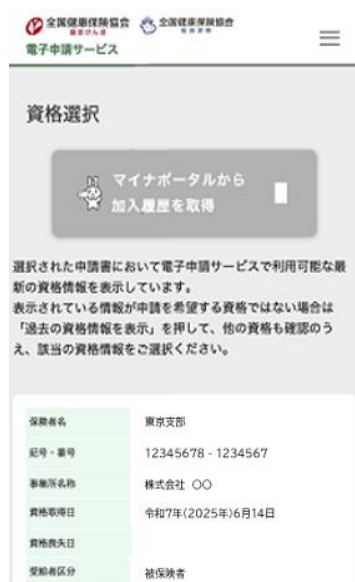 全国健康保険協会 全国健康保険協会
協会けんぽ 船員保険
電子申請サービス
資格選択
マイナポータルから
加入履歴を取得
選択された申請書において電子申請サービスで利用可能な最
新の資格情報を表示しています。
表示されている情報が申請を希望する資格ではない場合は
「過去の資格情報を表示」を押して、他の資格も確認のう
え、該当の資格情報をご選択ください。
保険者名 東京支部
記号・番号 12345678 - 1234567
事業所名称 株式会社 〇〇
資格取得日 令和7年(2025年)6月14日
資格喪失日
受給者区分 被保険者